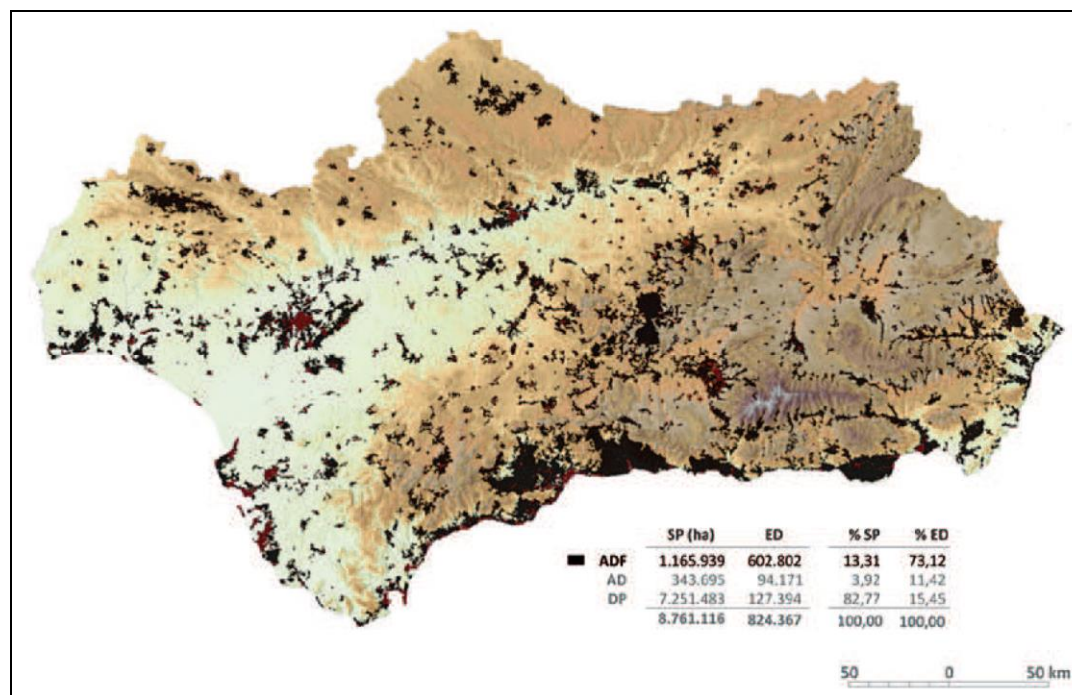 SP (ha) ED % SP % ED
ADF 1.165.939 602.802 13,31 73,12
AD 343.695 94.171 3,92 11,42
DP 7.251.483 127.394 82,77 15,45
8.761.116 824.367 100,00 100,00
50 0 50 km